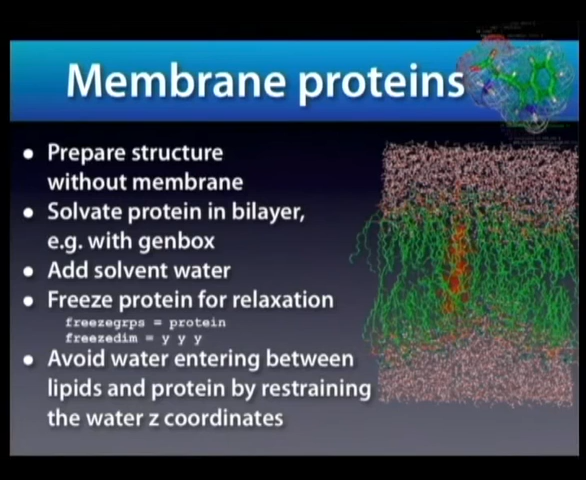 Membrane proteins
• Prepare structure
without membrane
• Solvate protein in bilayer,
e.g. with genbox
• Add solvent water
• Freeze protein for relaxation
freezegrps = protein
freezedim = y y y
• Avoid water entering between
lipids and protein by restraining
the water z coordinates